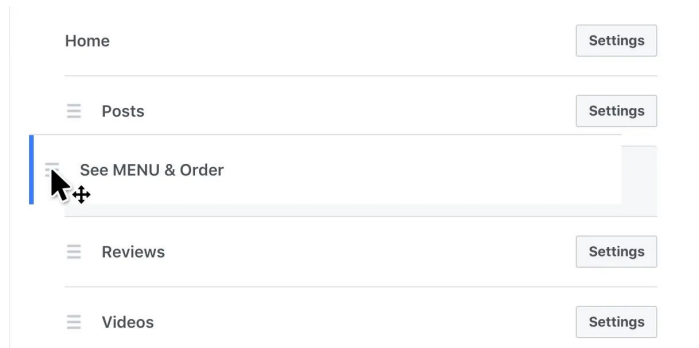 Home Settings
Posts Settings
See MENU & Order
Reviews Settings
Videos Settings